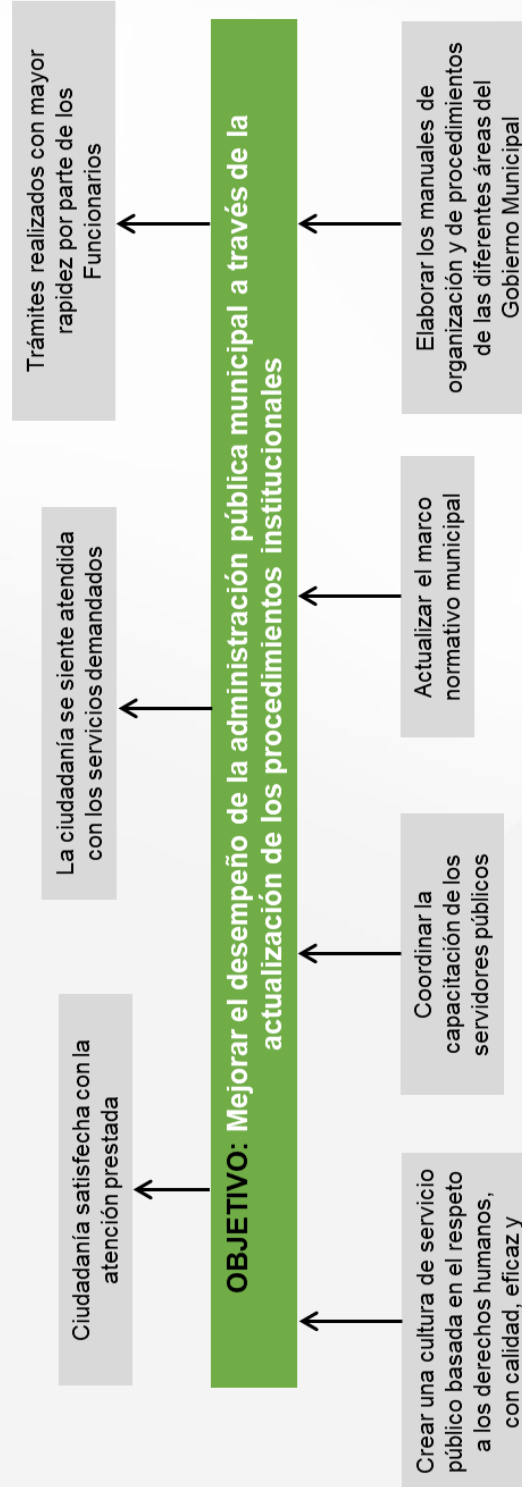 Ciudadanía satisfecha con la
atención prestada
La ciudadanía se siente atendida
con los servicios demandados
Trámites realizados con mayor
rapidez por parte de los
Funcionarios
OBJETIVO: Mejorar el desempeño de la administración pública municipal a través de la
actualización de los procedimientos institucionales
Crear una cultura de servicio
público basada en el respeto
a los derechos humanos,
con calidad, eficaz y
Coordinar la
capacitación de los
servidores públicos
Actualizar el marco
normativo municipal
Elaborar los manuales de
organización y de procedimientos
de las diferentes áreas del
Gobierno Municipal